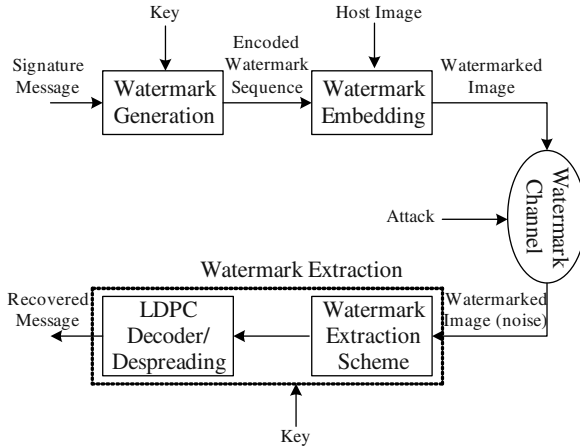 Key
Host Image
Signature
Message
Watermark
Generation
Encoded
Watermark
Sequence
Watermark
Embedding
Watermarked
Image
Watermark
Channel
Attack
Watermark Extraction
Recovered
Message
LDPC
Decoder/
Despreading
Watermark
Extraction
Scheme
Watermarked
Image (noise)
Key